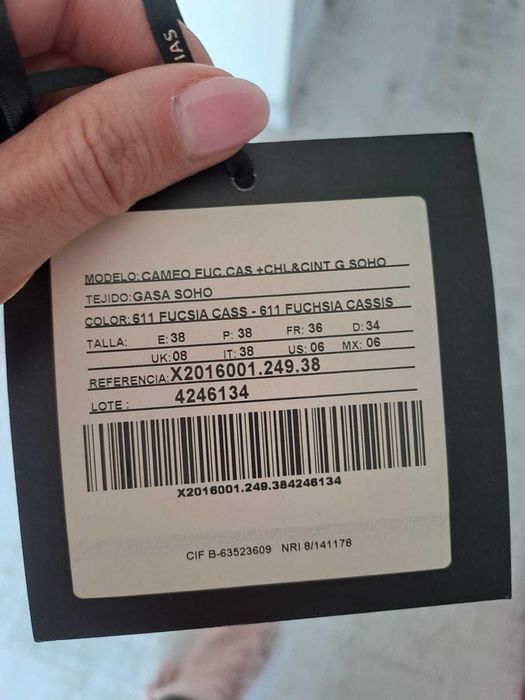 IAS
MODELO: CAMEO FUC CAS +CHL&CINT G SOHO
TEJIDO: GASA SOHO
COLOR: 611 FUCSIA CASS - 611 FUCHSIA CASSIS
TALLA: E: 38 P: 38 FR: 36 D: 34
UK: 08 IT: 38 US: 06 MX: 06
REFERENCIA: X2016001.249.38
LOTE : 4246134
X2016001.249.384246134
CIF B-63523609 NRI 8/141178